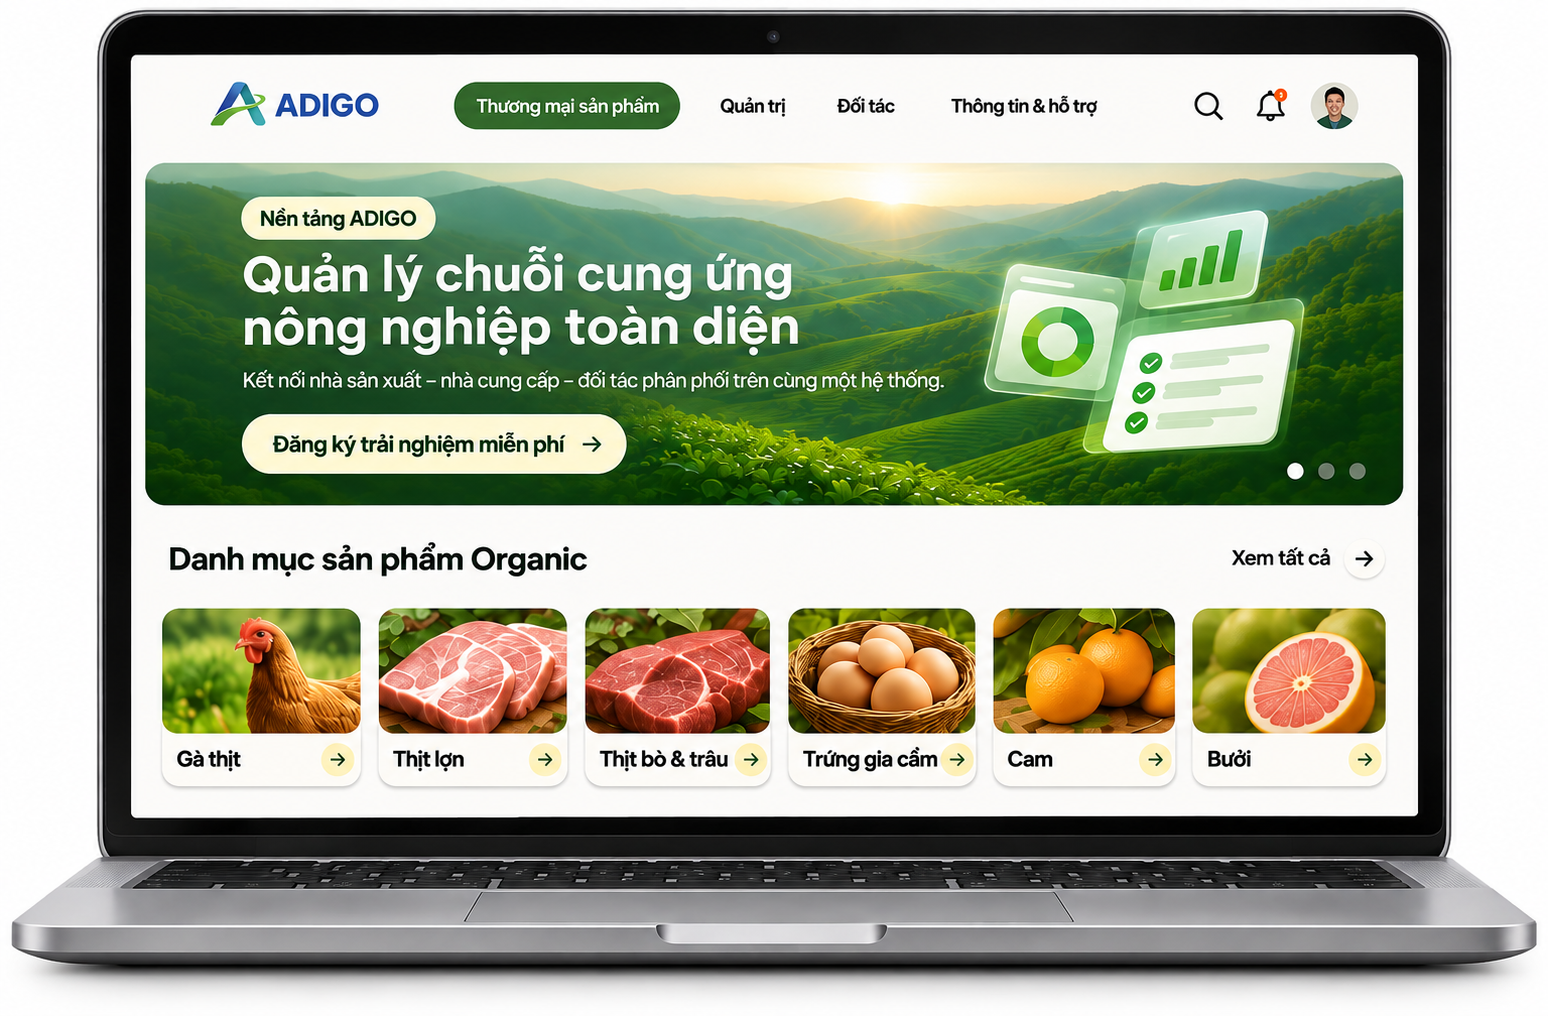 ADIGO
Thương mại sản phẩm
Quản trị
Đối tác
Thông tin & hỗ trợ
Nền tảng ADIGO
Quản lý chuỗi cung ứng
nông nghiệp toàn diện
Kết nối nhà sản xuất – nhà cung cấp – đối tác phân phối trên cùng một hệ thống.
Đăng ký trải nghiệm miễn phí
Danh mục sản phẩm Organic
Xem tất cả
Gà thịt
Thịt lợn
Thịt bò & trâu
Trứng gia cầm
Cam
Bưởi